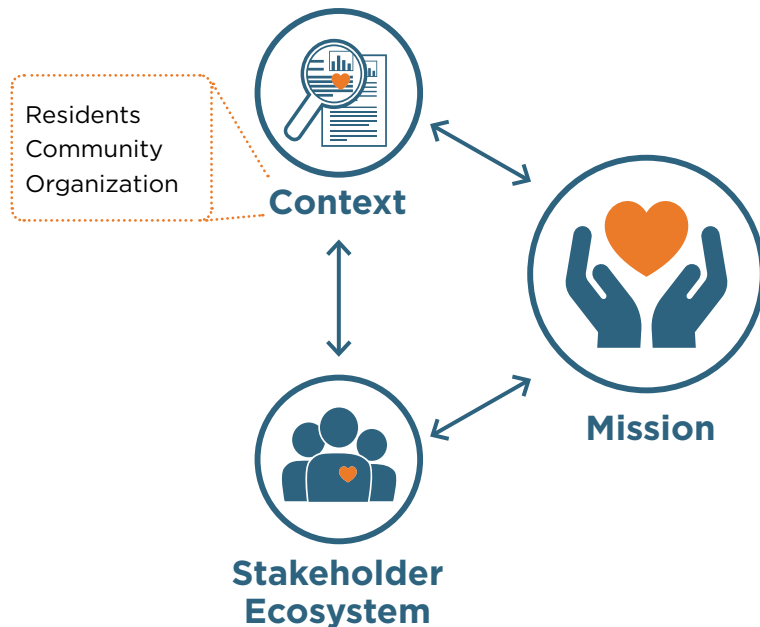 Residents
Community
Organization
Context
Mission
Stakeholder
Ecosystem